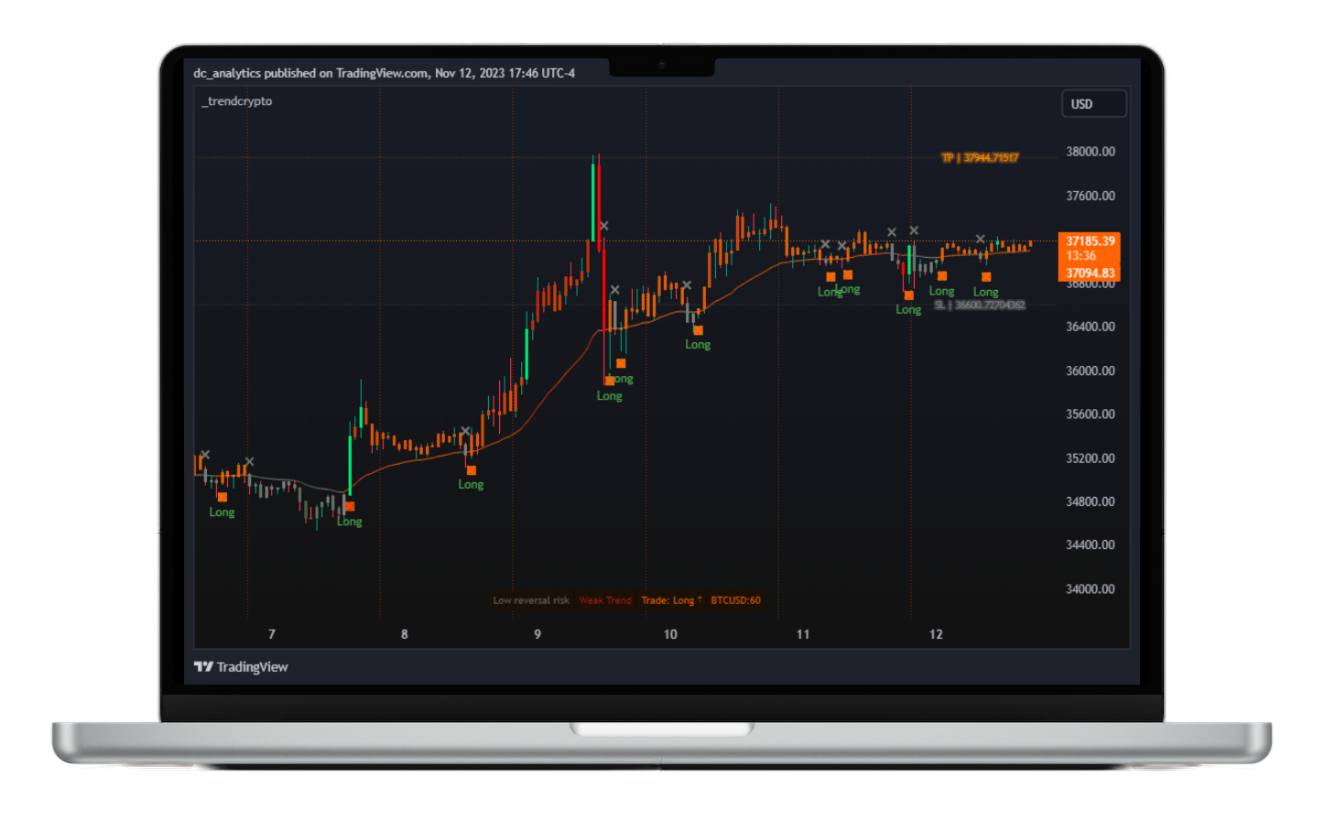 dc_analytics published on TradingView.com, Nov 12, 2023 17:46 UTC-4
_trendcrypto
USD
38000.00
TP | 37944.71517
37600.00
37185.39
13:36
37094.83
36800.00
SL | 36600.72704362
36400.00
36000.00
35600.00
35200.00
34800.00
34400.00
34000.00
Long
Long
Long
Long
Long
Long
Long
Long
Long
Long
Long
Low reversal risk Weak Trend Trade: Long ↑ BTCUSD:60
7 8 9 10 11 12
TradingView